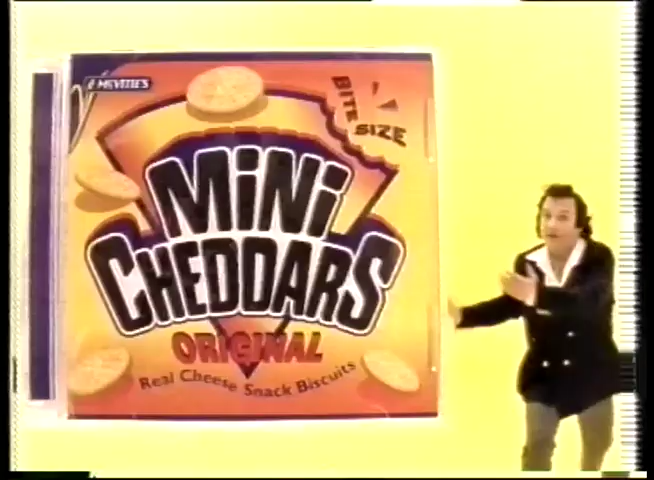 McVITIE'S
BITE
SIZE
MiNi
CHEDDARS
ORIGINAL
Real Cheese Snack Biscuits